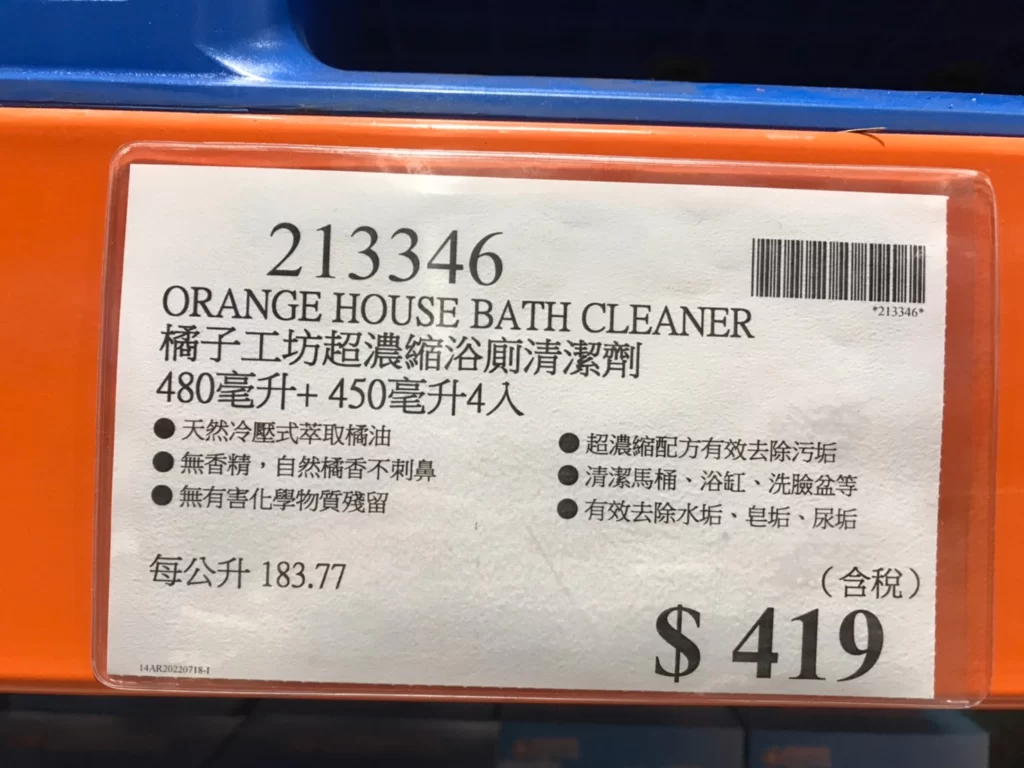 213346
*213346*
ORANGE HOUSE BATH CLEANER
橘子工坊超濃縮浴廁清潔劑
480毫升+ 450毫升4入
●天然冷壓式萃取橘油
●無香精，自然橘香不刺鼻
●無有害化學物質殘留
●超濃縮配方有效去除污垢
●清潔馬桶、浴缸、洗臉盆等
●有效去除水垢、皂垢、尿垢
每公升 183.77
（含稅）
$ 419
14AR20220718-1